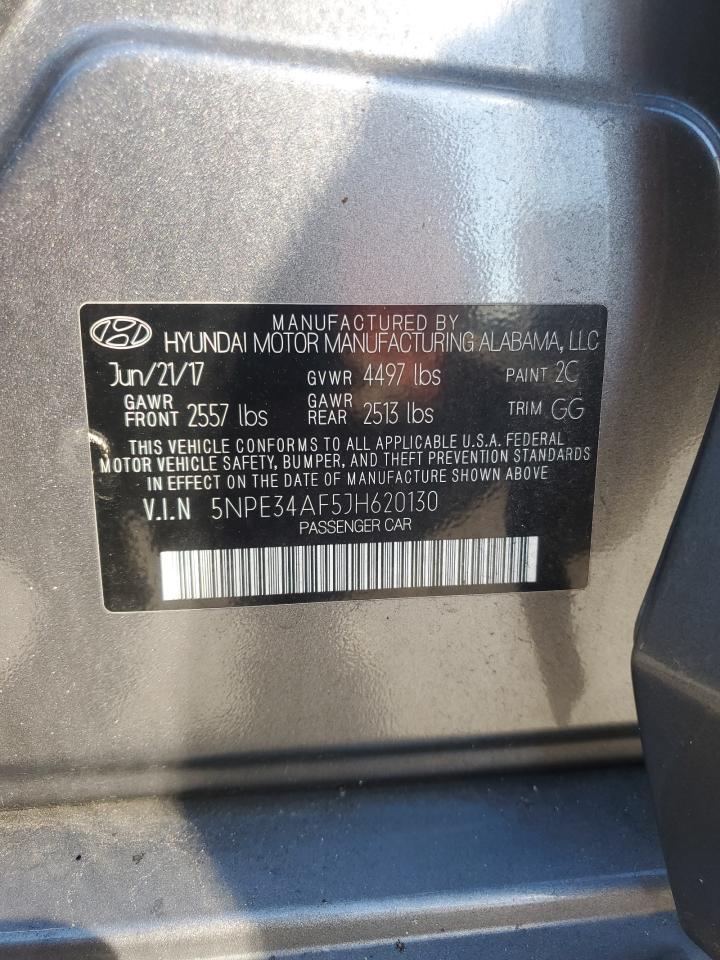 MANUFACTURED BY
HYUNDAI MOTOR MANUFACTURING ALABAMA, LLC
Jun/21/17 GVWR 4497 lbs PAINT 2C
GAWR FRONT 2557 lbs GAWR REAR 2513 lbs TRIM GG
THIS VEHICLE CONFORMS TO ALL APPLICABLE U.S.A. FEDERAL
MOTOR VEHICLE SAFETY, BUMPER, AND THEFT PREVENTION STANDARDS
IN EFFECT ON THE DATE OF MANUFACTURE SHOWN ABOVE
V.I.N 5NPE34AF5JH620130
PASSENGER CAR